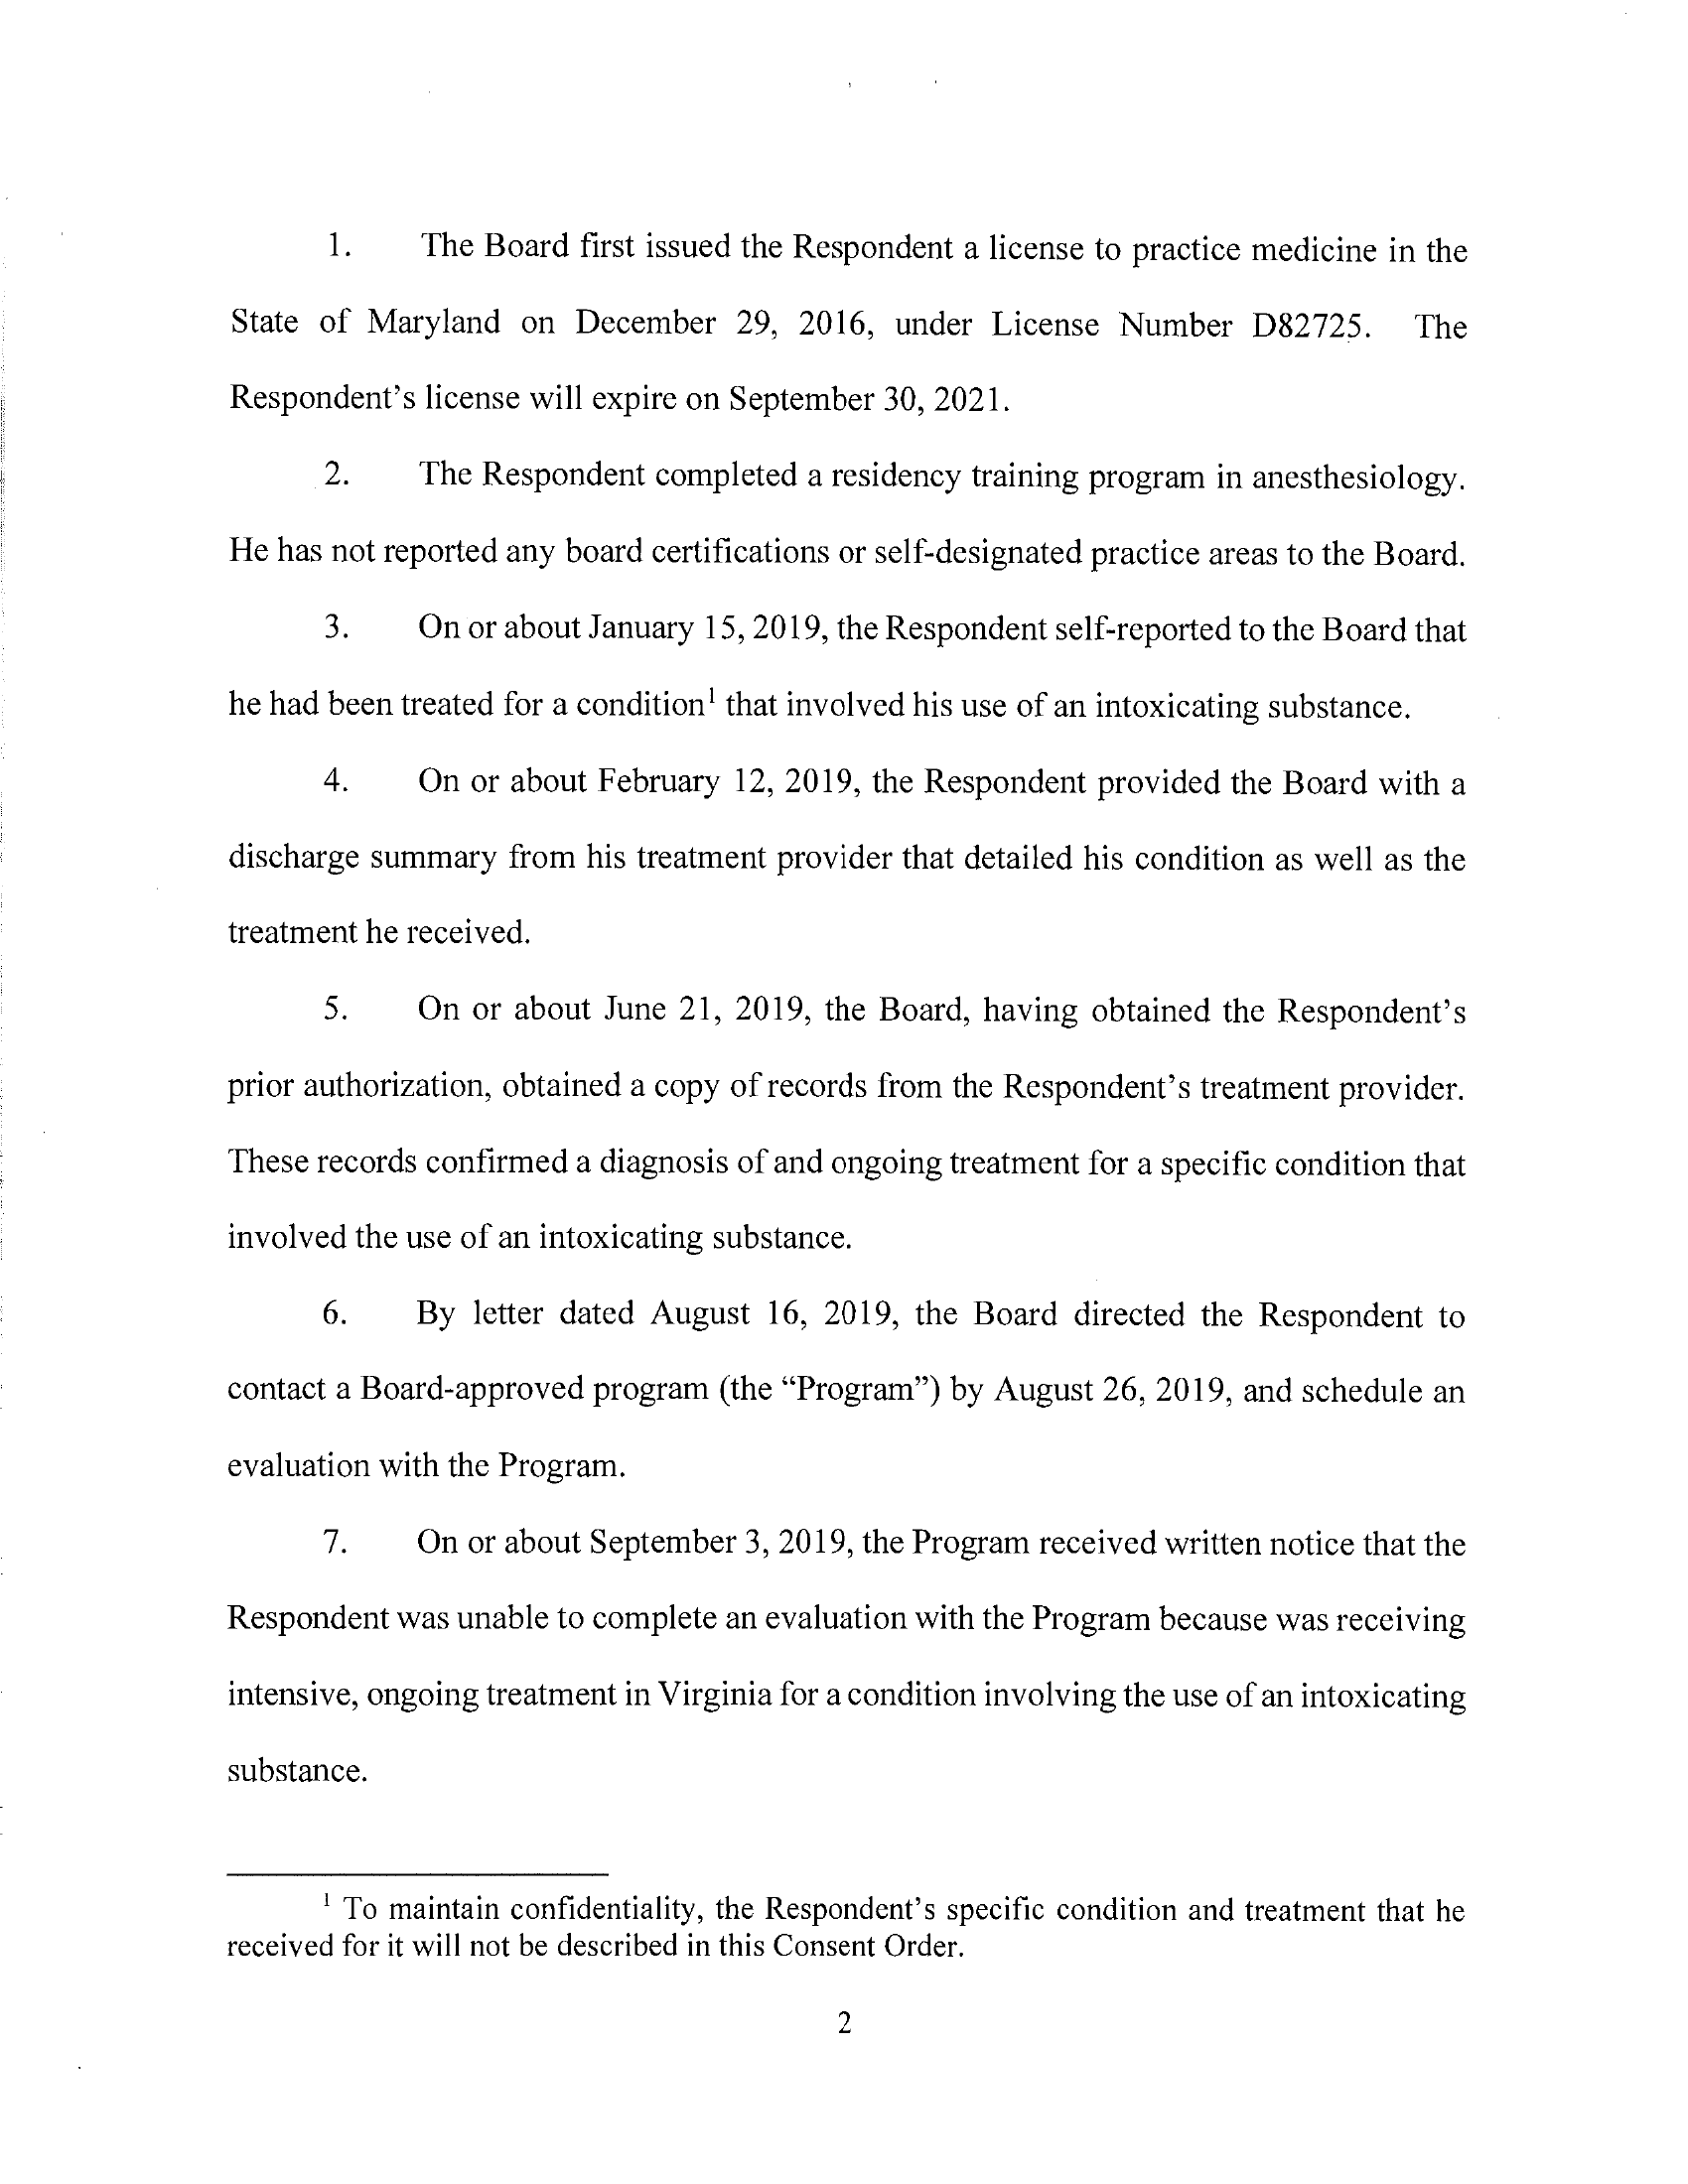 1. The Board first issued the Respondent a license to practice medicine in the
State of Maryland on December 29, 2016, under License Number D82725. The
Respondent's license will expire on September 30, 2021.
2. The Respondent completed a residency training program in anesthesiology.
He has not reported any board certifications or self-designated practice areas to the Board.
3. On or about January 15, 2019, the Respondent self-reported to the Board that
he had been treated for a condition¹ that involved his use of an intoxicating substance.
4. On or about February 12, 2019, the Respondent provided the Board with a
discharge summary from his treatment provider that detailed his condition as well as the
treatment he received.
5. On or about June 21, 2019, the Board, having obtained the Respondent's
prior authorization, obtained a copy of records from the Respondent's treatment provider.
These records confirmed a diagnosis of and ongoing treatment for a specific condition that
involved the use of an intoxicating substance.
6. By letter dated August 16, 2019, the Board directed the Respondent to
contact a Board-approved program (the “Program”) by August 26, 2019, and schedule an
evaluation with the Program.
7. On or about September 3, 2019, the Program received written notice that the
Respondent was unable to complete an evaluation with the Program because was receiving
intensive, ongoing treatment in Virginia for a condition involving the use of an intoxicating
substance.
¹ To maintain confidentiality, the Respondent's specific condition and treatment that he
received for it will not be described in this Consent Order.
2